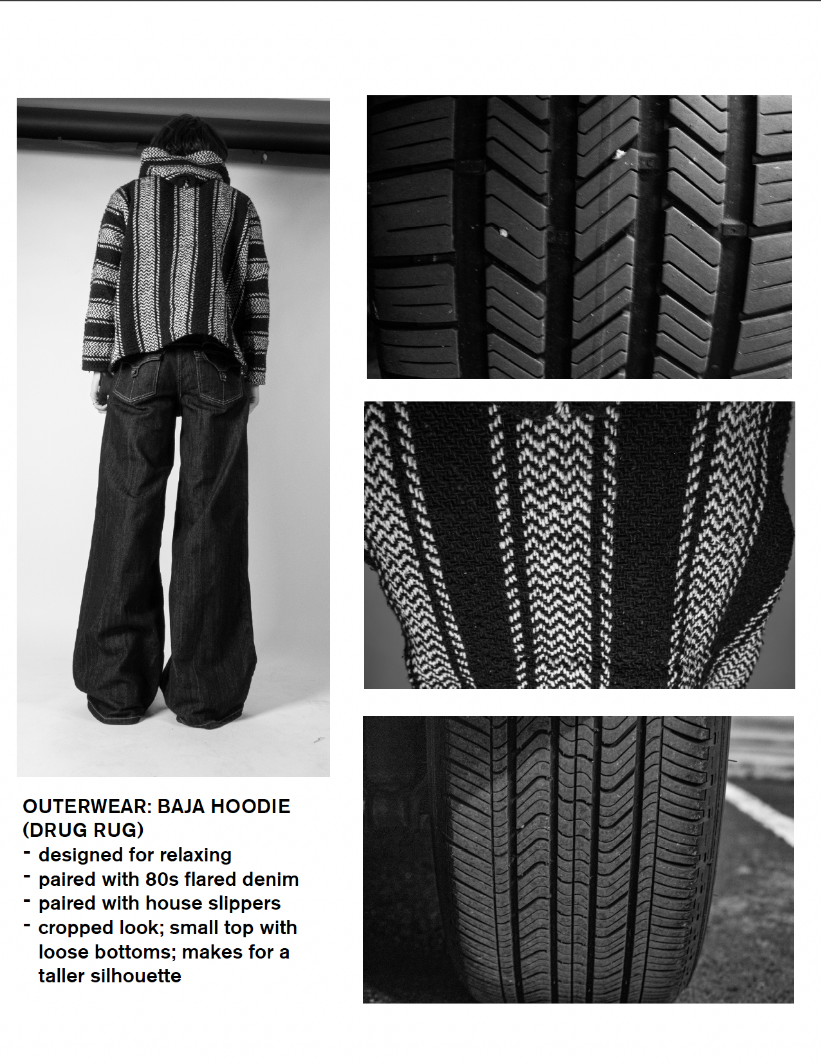 OUTERWEAR: BAJA HOODIE
(DRUG RUG)
- designed for relaxing
- paired with 80s flared denim
- paired with house slippers
- cropped look; small top with
loose bottoms; makes for a
taller silhouette